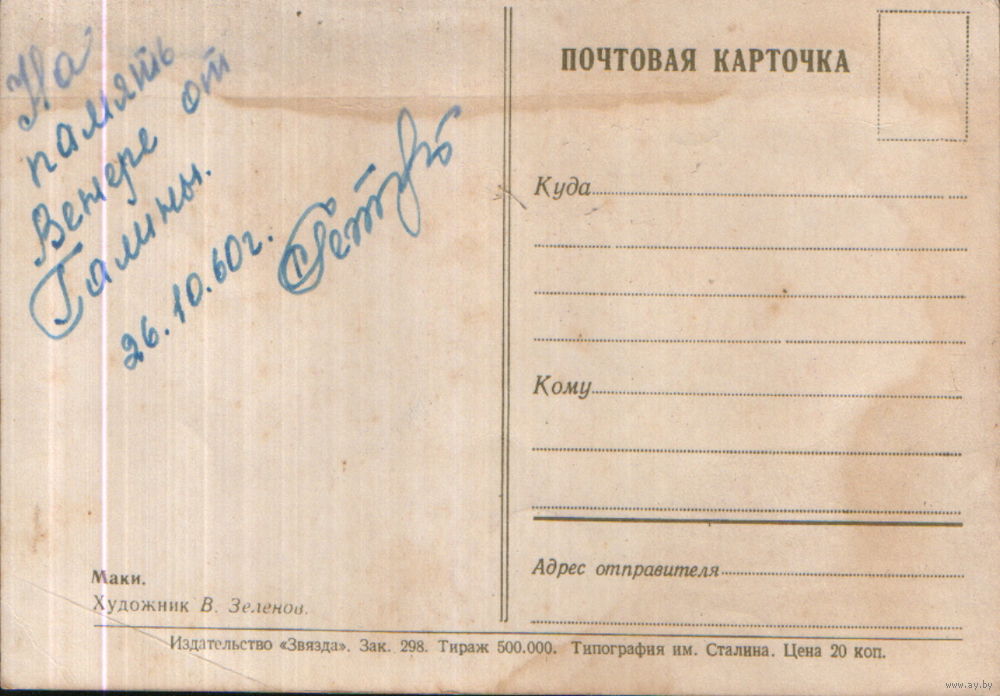 На
память
Венере от
Галины.
26.10.60г.
Маки.
Художник В. Зеленов.
ПОЧТОВАЯ КАРТОЧКА
Куда
Кому
Адрес отправителя
Издательство «Звязда». Зак. 298. Тираж 500.000. Типография им. Сталина. Цена 20 коп.
www.ay.by